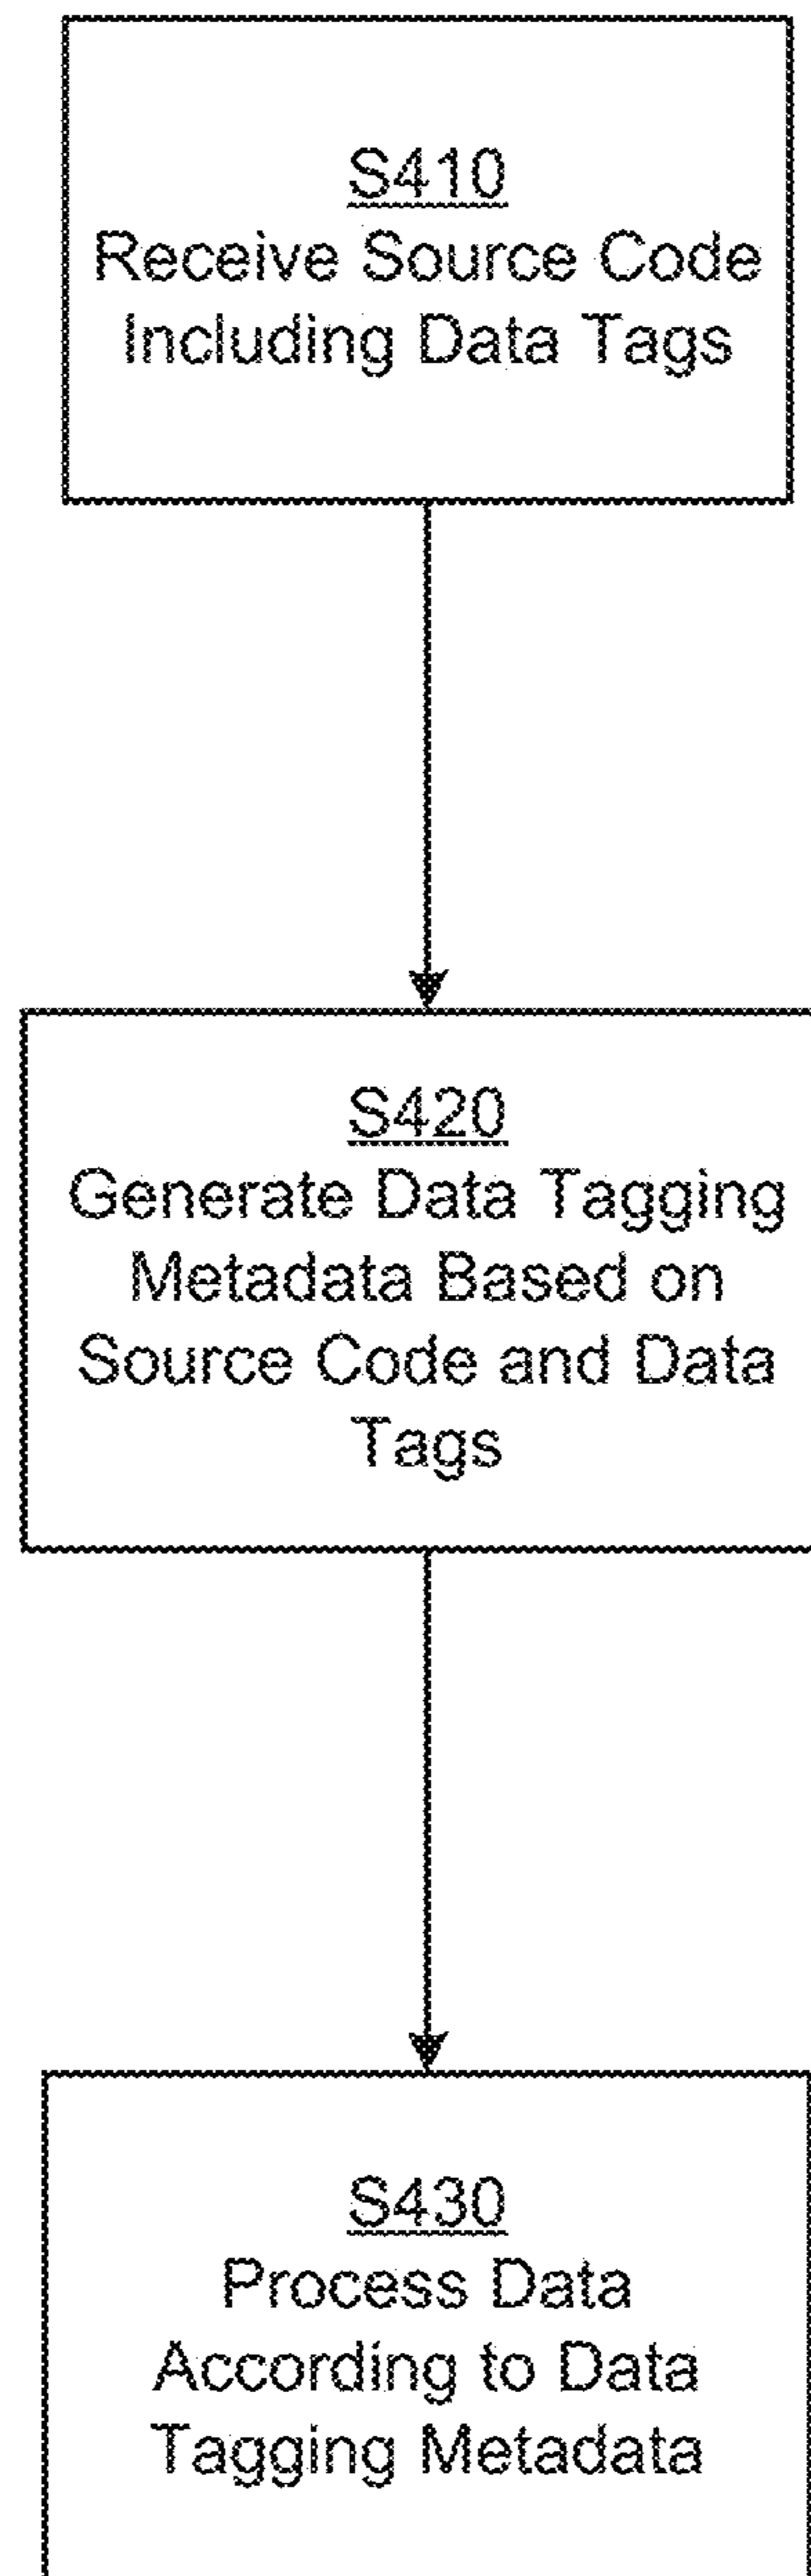 S410
Receive Source Code
Including Data Tags
S420
Generate Data Tagging
Metadata Based on
Source Code and Data
Tags
S430
Process Data
According to Data
Tagging Metadata